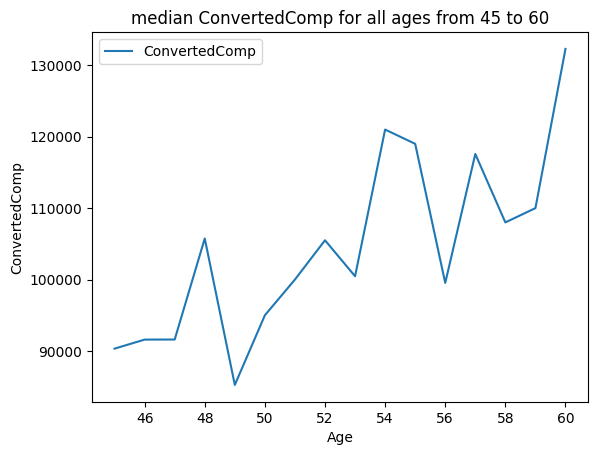 median ConvertedComp for all ages from 45 to 60
ConvertedComp
130000
120000
110000
100000
90000
ConvertedComp
46 48 50 52 54 56 58 60
Age